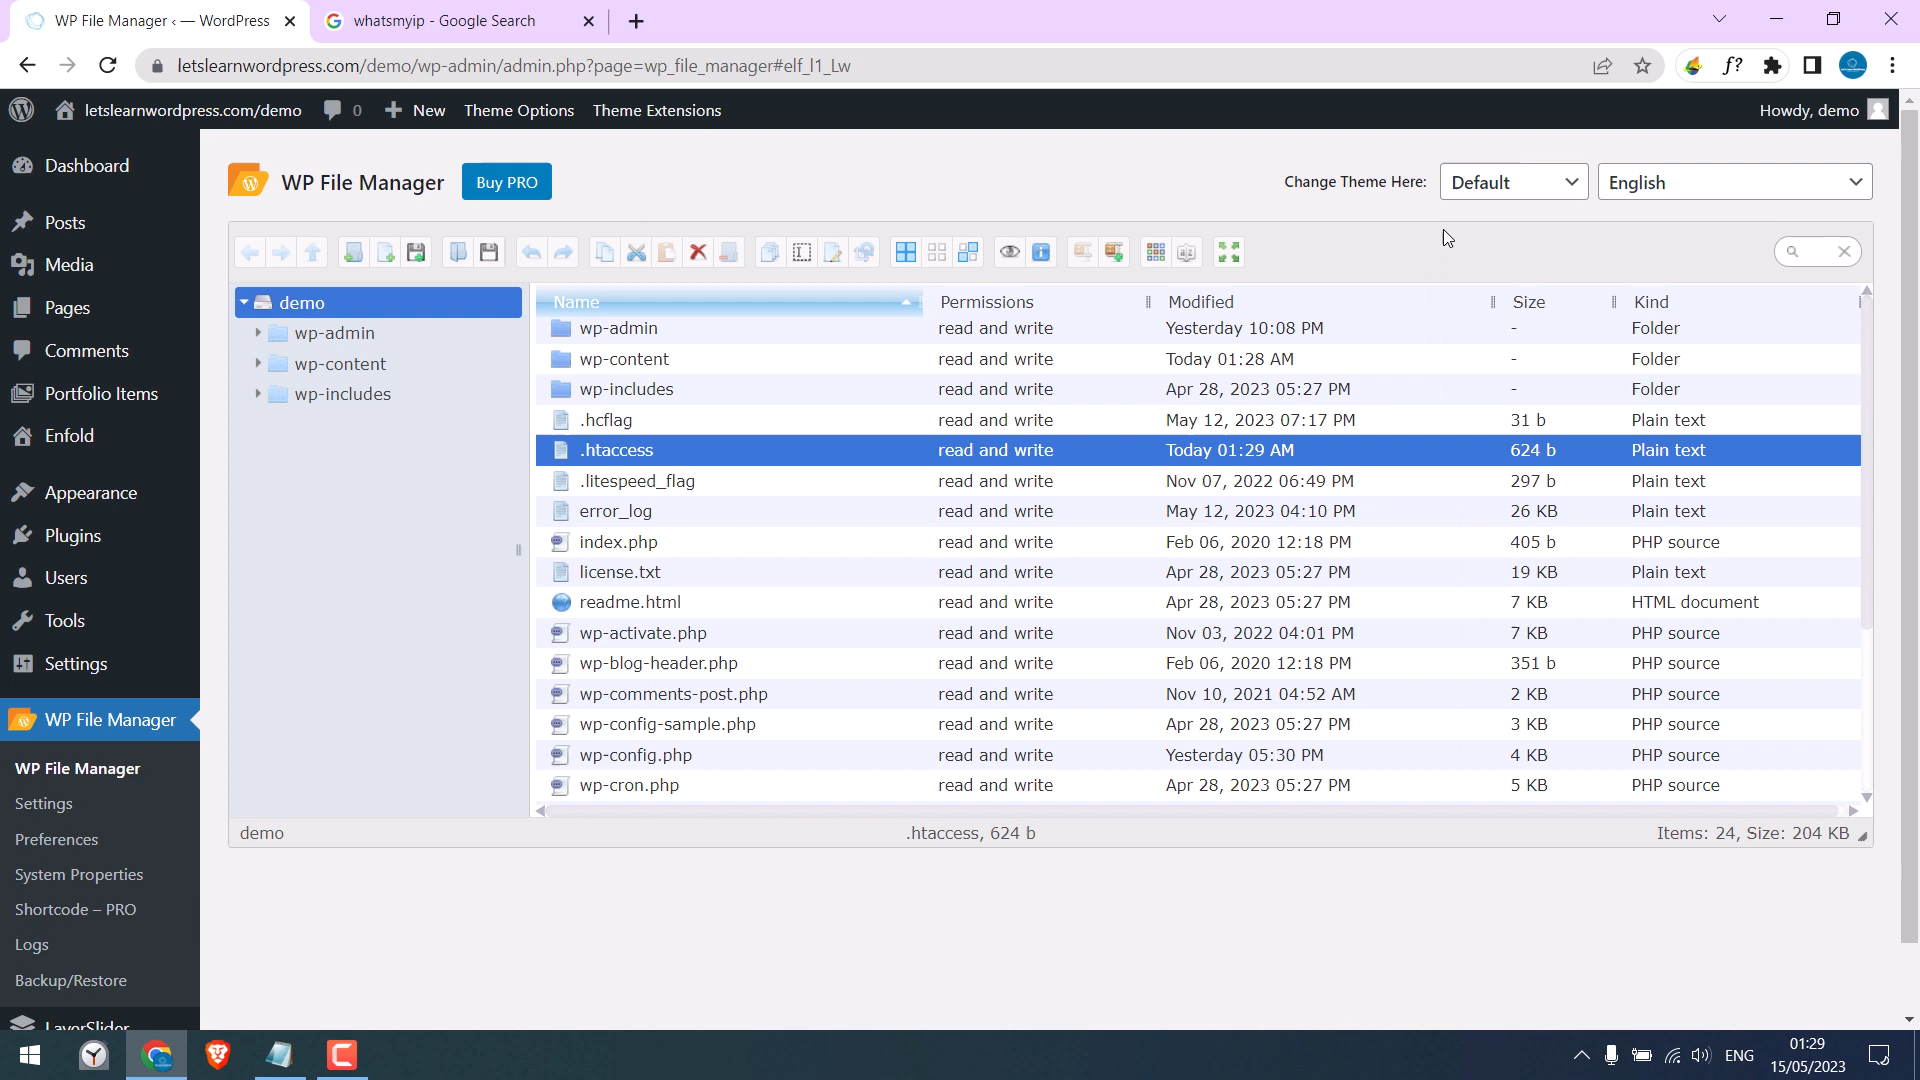 WP File Manager ‹ — WordPress
whatsmyip - Google Search
letslearnwordpress.com/demo/wp-admin/admin.php?page=wp_file_manager#elf_l1_Lw
f?
letslearnwordpress.com/demo 0 New Theme Options Theme Extensions Howdy, demo
Dashboard
Posts
Media
Pages
Comments
Portfolio Items
Enfold
Appearance
Plugins
Users
Tools
Settings
WP File Manager
WP File Manager
Settings
Preferences
System Properties
Shortcode – PRO
Logs
Backup/Restore
LayerSlider
WP File Manager Buy PRO Change Theme Here: Default English
demo
wp-admin
wp-content
wp-includes
Name Permissions Modified Size Kind
wp-admin read and write Yesterday 10:08 PM - Folder
wp-content read and write Today 01:28 AM - Folder
wp-includes read and write Apr 28, 2023 05:27 PM - Folder
.hcflag read and write May 12, 2023 07:17 PM 31 b Plain text
.htaccess read and write Today 01:29 AM 624 b Plain text
.litespeed_flag read and write Nov 07, 2022 06:49 PM 297 b Plain text
error_log read and write May 12, 2023 04:10 PM 26 KB Plain text
index.php read and write Feb 06, 2020 12:18 PM 405 b PHP source
license.txt read and write Apr 28, 2023 05:27 PM 19 KB Plain text
readme.html read and write Apr 28, 2023 05:27 PM 7 KB HTML document
wp-activate.php read and write Nov 03, 2022 04:01 PM 7 KB PHP source
wp-blog-header.php read and write Feb 06, 2020 12:18 PM 351 b PHP source
wp-comments-post.php read and write Nov 10, 2021 04:52 AM 2 KB PHP source
wp-config-sample.php read and write Apr 28, 2023 05:27 PM 3 KB PHP source
wp-config.php read and write Yesterday 05:30 PM 4 KB PHP source
wp-cron.php read and write Apr 28, 2023 05:27 PM 5 KB PHP source
demo .htaccess, 624 b Items: 24, Size: 204 KB
ENG
01:29
15/05/2023